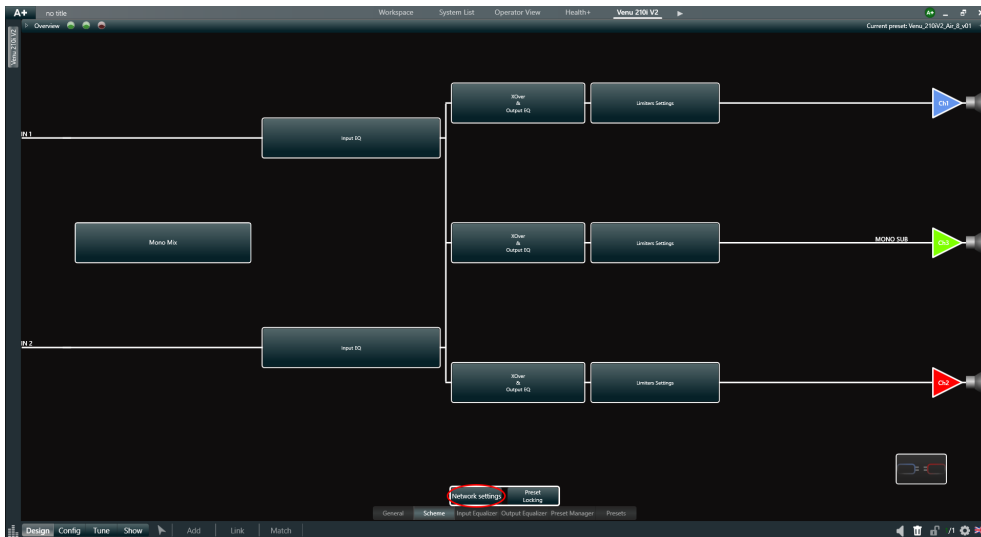 A+ no title Workspace System List Operator View Health+ Venu 210i V2 A+
Overview Current preset: Venu_210iV2_Air_8_v01
Venu 210i V2
XOver
&
Output EQ
Limiters Settings
Ch1
IN 1
Input EQ
Mono Mix
XOver
&
Output EQ
Limiters Settings
MONO SUB
Ch3
IN 2
Input EQ
XOver
&
Output EQ
Limiters Settings
Ch2
Network settings
Preset
Locking
General Scheme Input Equalizer Output Equalizer Preset Manager Presets
Design Config Tune Show Add Link Match /1